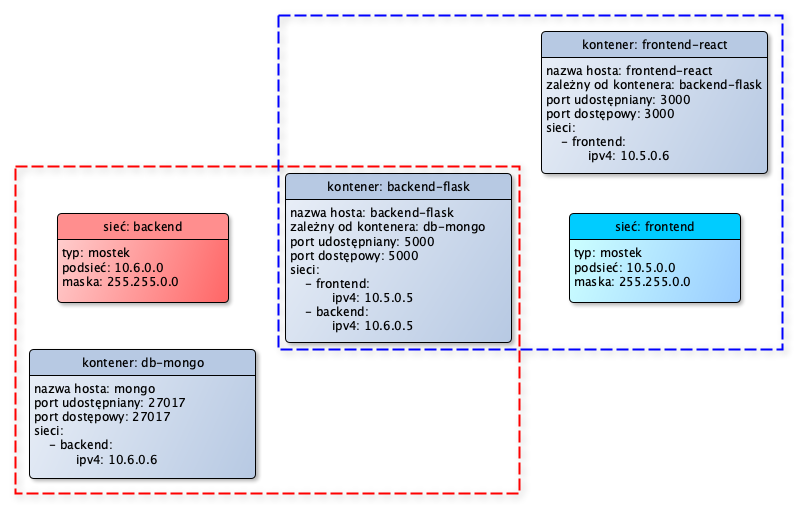 kontener: frontend-react
nazwa hosta: frontend-react
zależny od kontenera: backend-flask
port udostępniany: 3000
port dostępowy: 3000
sieci:
– frontend:
ipv4: 10.5.0.6
kontener: backend-flask
nazwa hosta: backend-flask
zależny od kontenera: db-mongo
port udostępniany: 5000
port dostępowy: 5000
sieci:
– frontend:
ipv4: 10.5.0.5
– backend:
ipv4: 10.6.0.5
sieć: backend
typ: mostek
podsieć: 10.6.0.0
maska: 255.255.0.0
sieć: frontend
typ: mostek
podsieć: 10.5.0.0
maska: 255.255.0.0
kontener: db-mongo
nazwa hosta: mongo
port udostępniany: 27017
port dostępowy: 27017
sieci:
– backend:
ipv4: 10.6.0.6